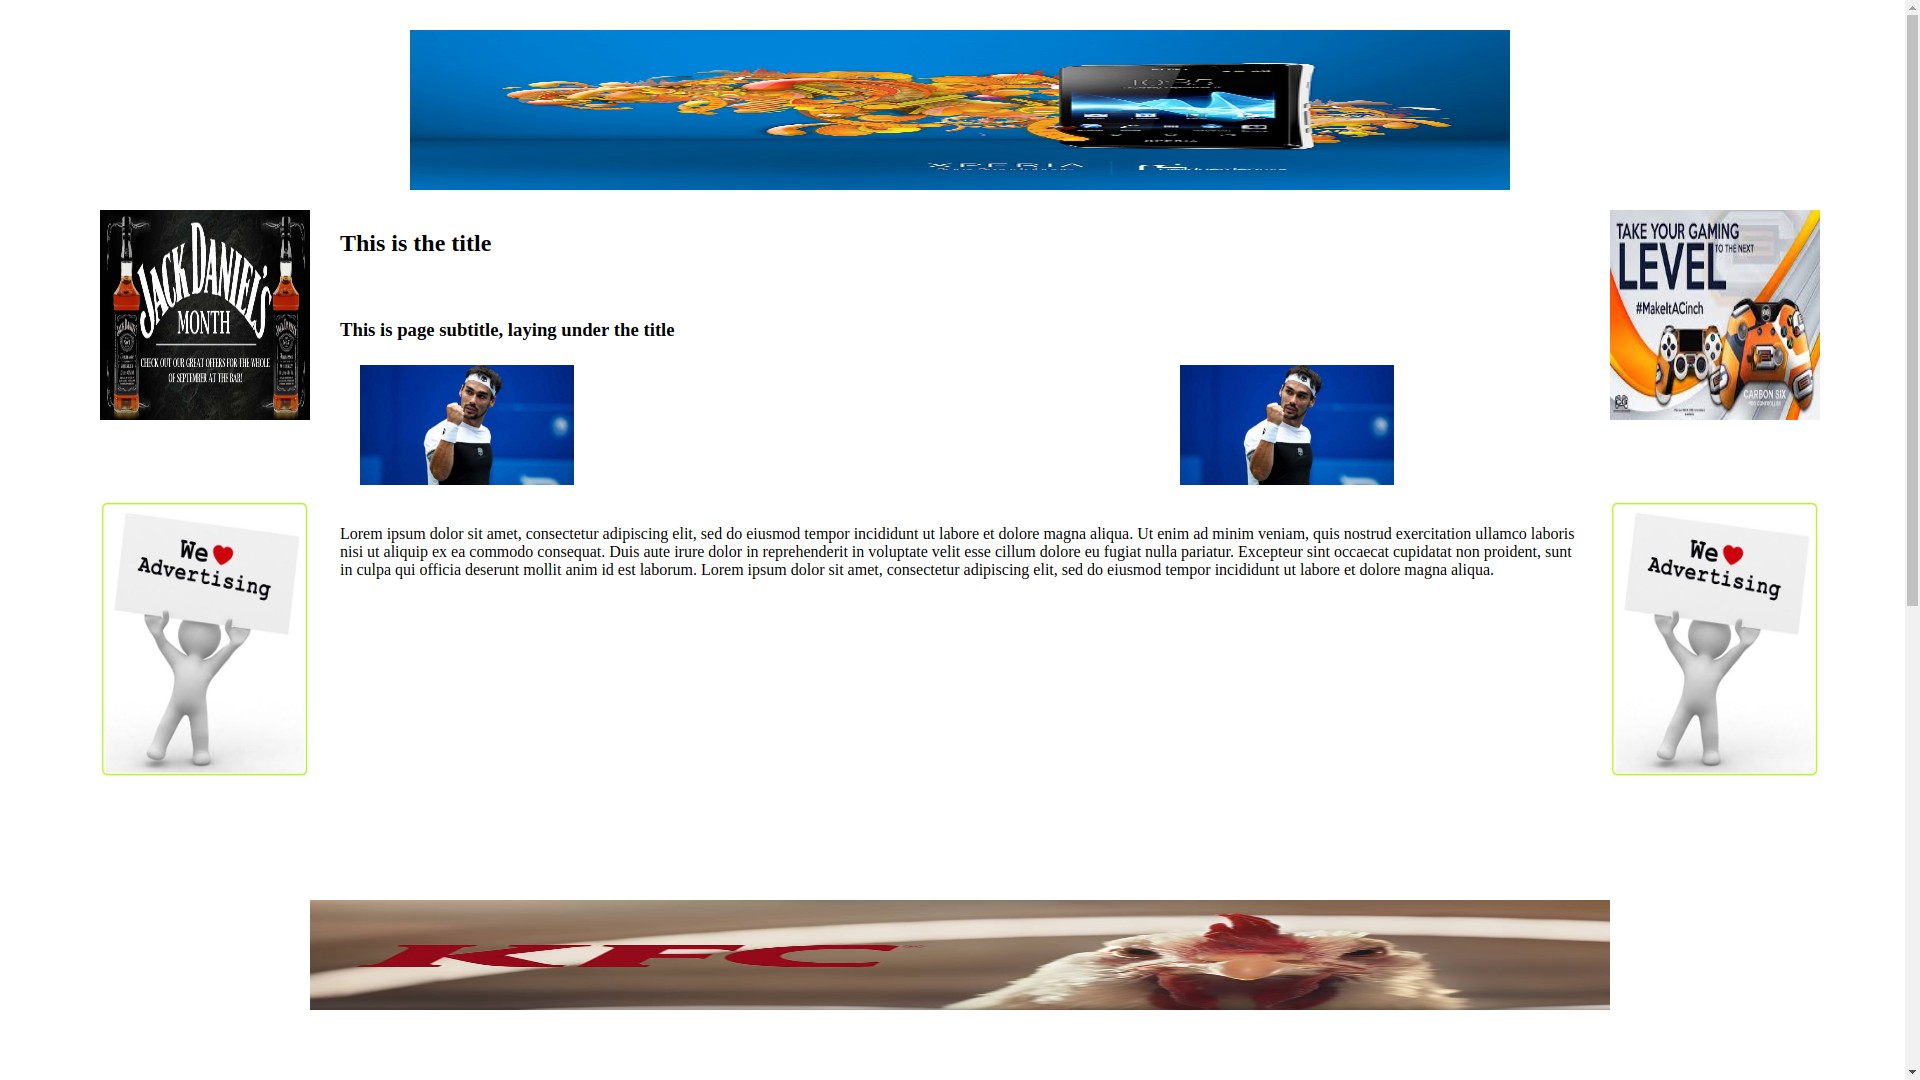 10:35
XPERIA
XPERIA
JACK DANIEL'S
MONTH
CHECK OUT OUR GREAT OFFERS FOR THE WHOLE
OF SEPTEMBER AT THE BAR!
This is the title
TAKE YOUR GAMING
LEVEL TO THE NEXT
#MakeItACinch
CARBON SIX
This is page subtitle, laying under the title
We
Advertising
Lorem ipsum dolor sit amet, consectetur adipiscing elit, sed do eiusmod tempor incididunt ut labore et dolore magna aliqua. Ut enim ad minim veniam, quis nostrud exercitation ullamco laboris
nisi ut aliquip ex ea commodo consequat. Duis aute irure dolor in reprehenderit in voluptate velit esse cillum dolore eu fugiat nulla pariatur. Excepteur sint occaecat cupidatat non proident, sunt
in culpa qui officia deserunt mollit anim id est laborum. Lorem ipsum dolor sit amet, consectetur adipiscing elit, sed do eiusmod tempor incididunt ut labore et dolore magna aliqua.
We
Advertising
KFC